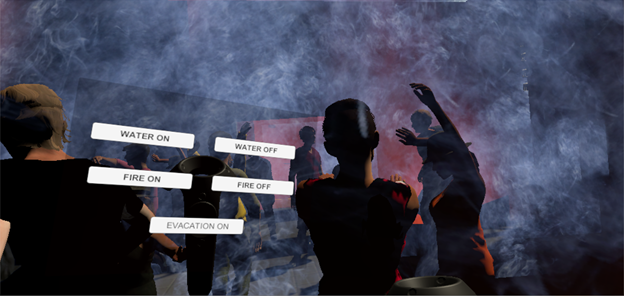 WATER ON
WATER OFF
FIRE ON
FIRE OFF
EVACATION ON